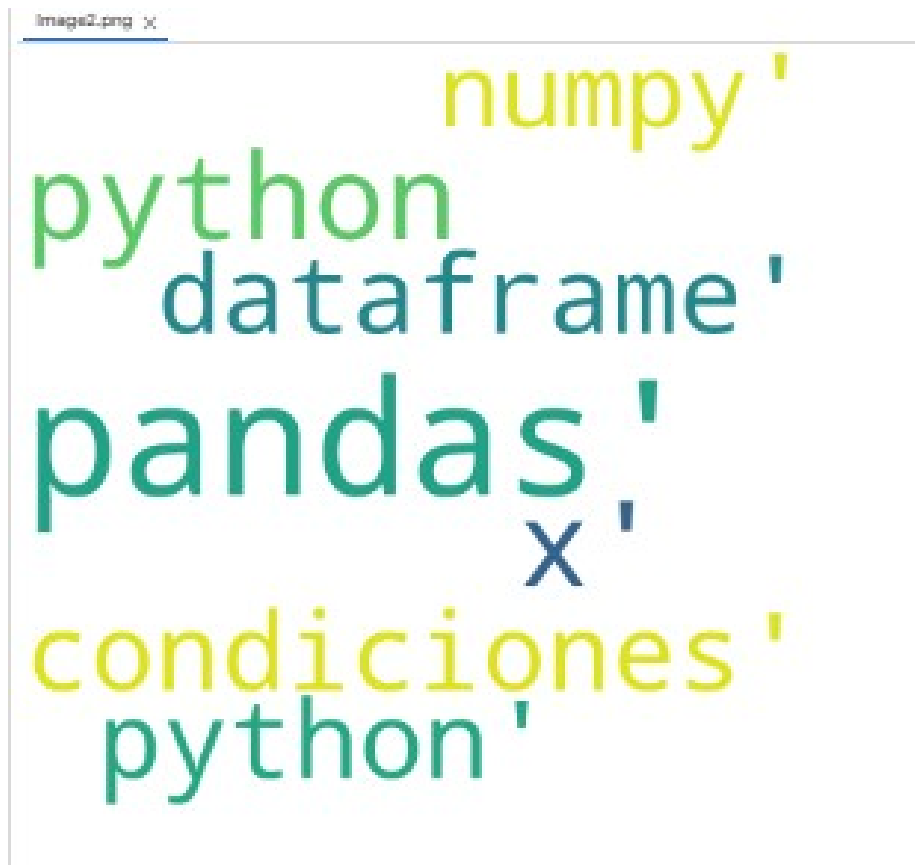 Image2.png x
numpy'
python
dataframe'
pandas'
x'
condiciones'
python'